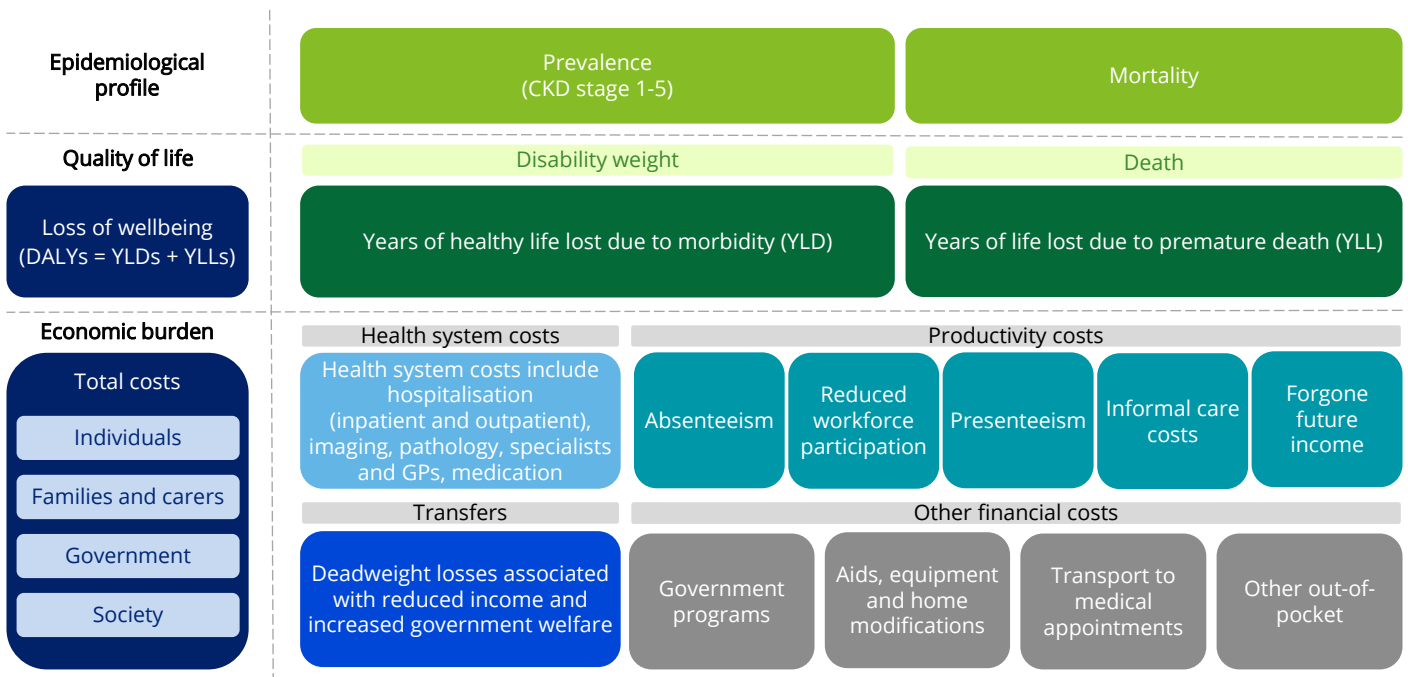 Epidemiological
profile
Prevalence
(CKD stage 1-5)
Mortality
Quality of life
Disability weight
Death
Loss of wellbeing
(DALYs = YLDs + YLLs)
Years of healthy life lost due to morbidity (YLD)
Years of life lost due to premature death (YLL)
Economic burden
Total costs
Individuals
Families and carers
Government
Society
Health system costs
Health system costs include
hospitalisation
(inpatient and outpatient),
imaging, pathology, specialists
and GPs, medication
Productivity costs
Absenteeism
Reduced
workforce
participation
Presenteeism
Informal care
costs
Forgone
future
income
Transfers
Deadweight losses associated
with reduced income and
increased government welfare
Other financial costs
Government
programs
Aids, equipment
and home
modifications
Transport to
medical
appointments
Other out-of-
pocket